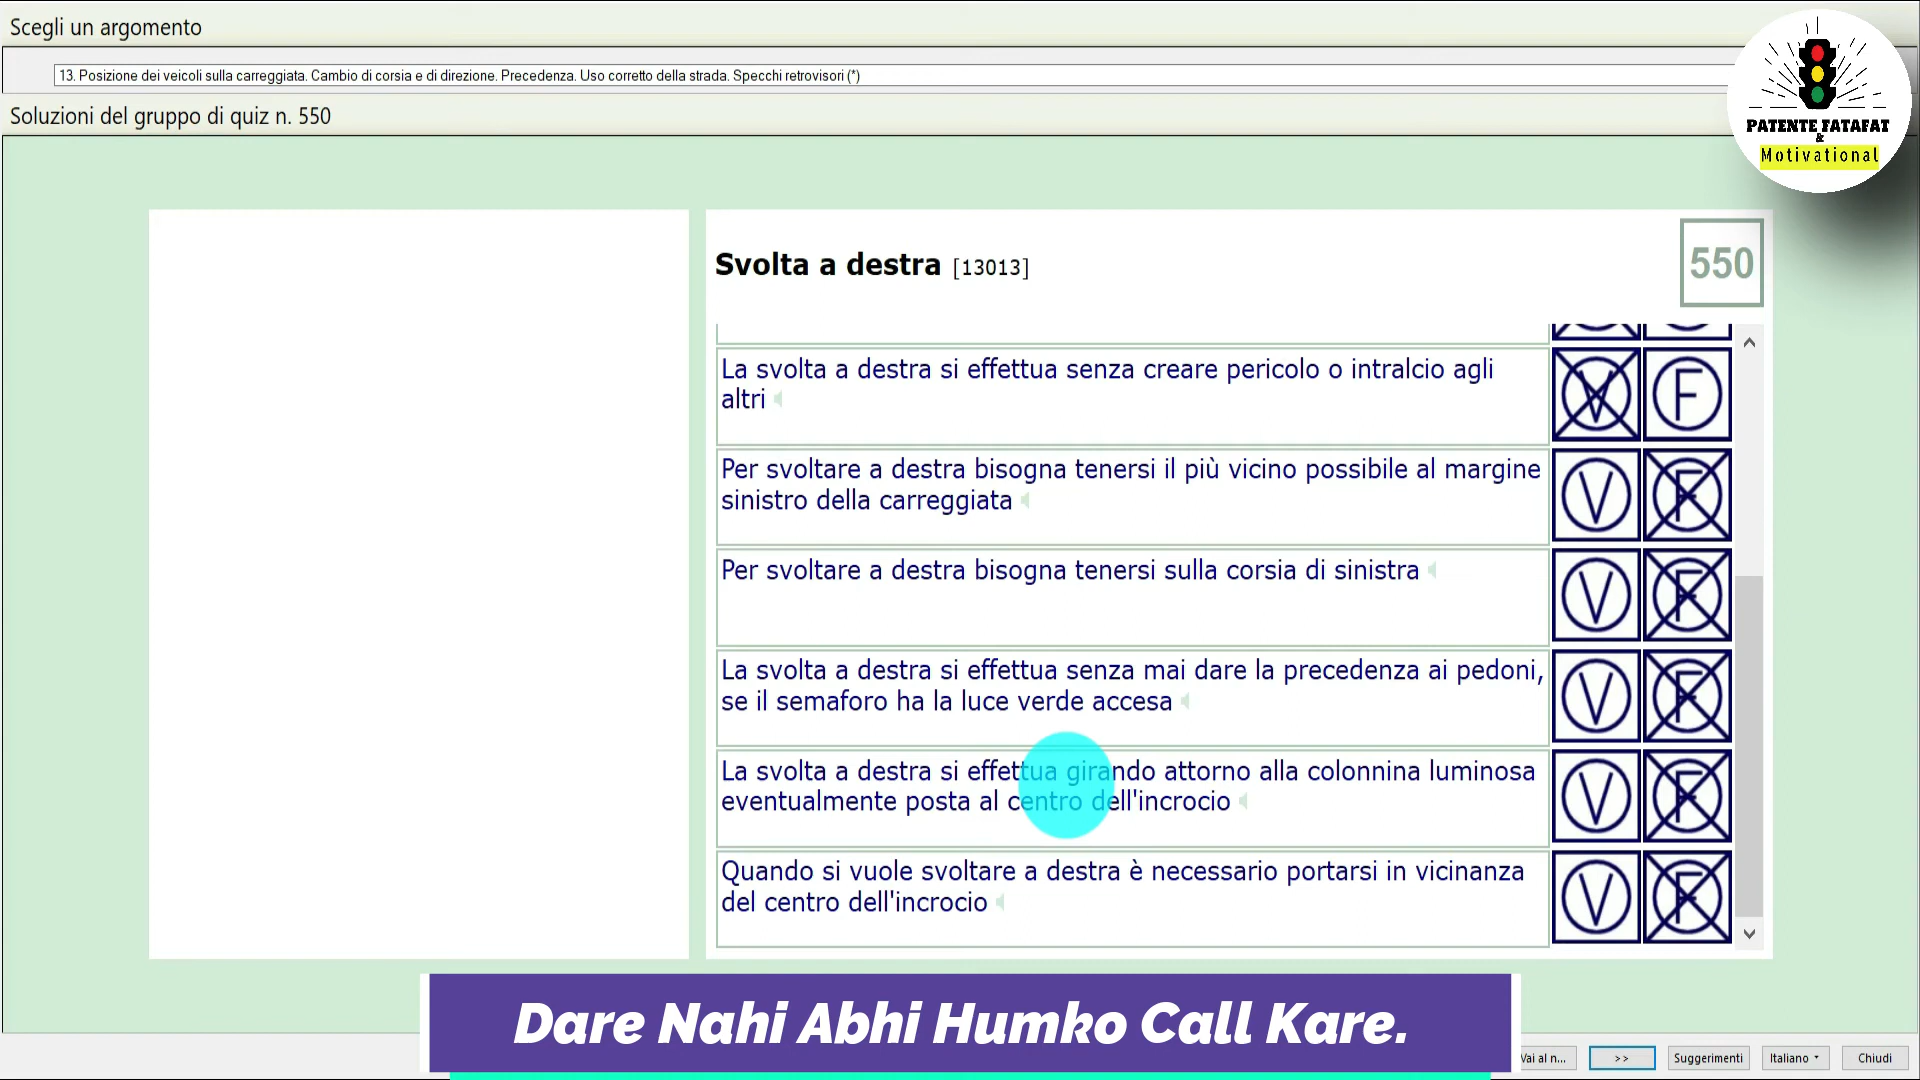 Scegli un argomento
13. Posizione dei veicoli sulla carreggiata. Cambio di corsia e di direzione. Precedenza. Uso corretto della strada. Specchi retrovisori (*)
PATENTE FATAFAT
&
Motivational
Soluzioni del gruppo di quiz n. 550
Svolta a destra [13013]
550
La svolta a destra si effettua senza creare pericolo o intralcio agli
altri
V F
Per svoltare a destra bisogna tenersi il più vicino possibile al margine
sinistro della carreggiata
V F
Per svoltare a destra bisogna tenersi sulla corsia di sinistra
V F
La svolta a destra si effettua senza mai dare la precedenza ai pedoni,
se il semaforo ha la luce verde accesa
V F
La svolta a destra si effettua girando attorno alla colonnina luminosa
eventualmente posta al centro dell'incrocio
V F
Quando si vuole svoltare a destra è necessario portarsi in vicinanza
del centro dell'incrocio
V F
Dare Nahi Abhi Humko Call Kare.
Vai al n... >> Suggerimenti Italiano Chiudi